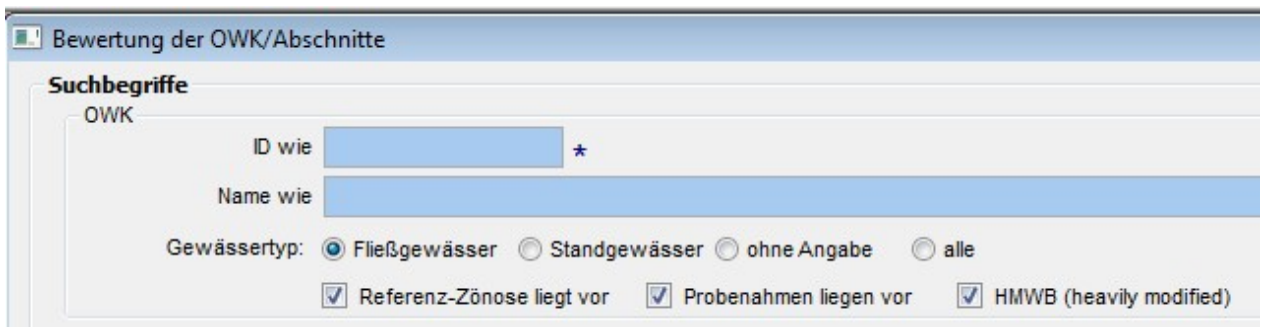 Bewertung der OWK/Abschnitte
Suchbegriffe
OWK
ID wie *
Name wie
Gewässertyp: Fließgewässer Standgewässer ohne Angabe alle
Referenz-Zönose liegt vor Probenahmen liegen vor HMWB (heavily modified)